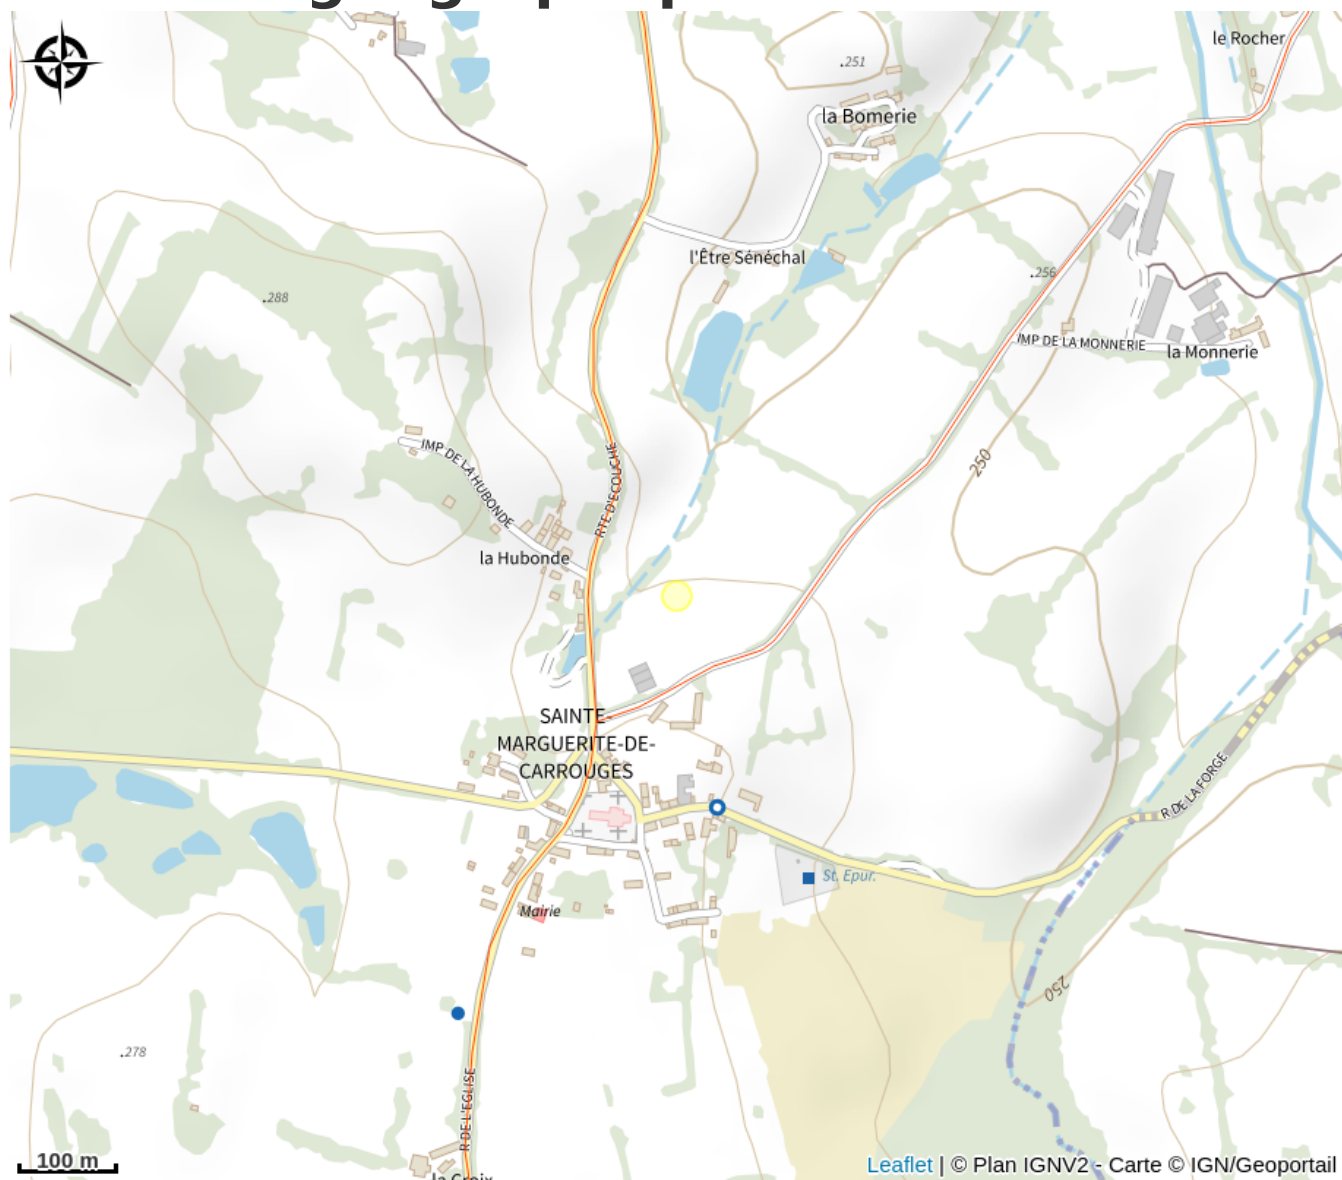 le Rocher
.251
la Bomerie
l'Être Sénéchal
.256
.288
IMP DE LA MONNERIE
la Monnerie
IMP DE LA HUBONDE
RTE D'ECOUCHE
250
la Hubonde
SAINTE-
MARGUERITE-DE-
CARROUGES
R DE LA FORGE
St. Epur.
Mairie
250
.278
R DE L'EGLISE
100 m
la Croix
Leaflet | © Plan IGNV2 - Carte © IGN/Geoportail